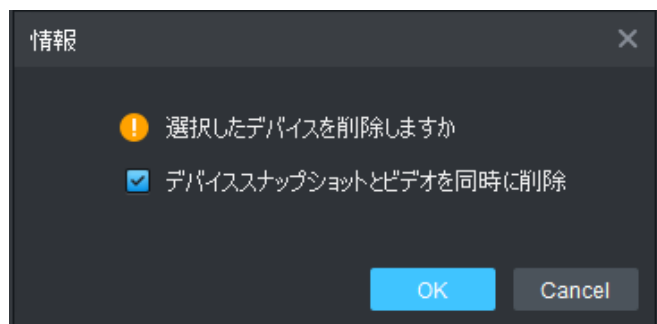 情報
選択したデバイスを削除しますか
デバイススナップショットとビデオを同時に削除
OK
Cancel